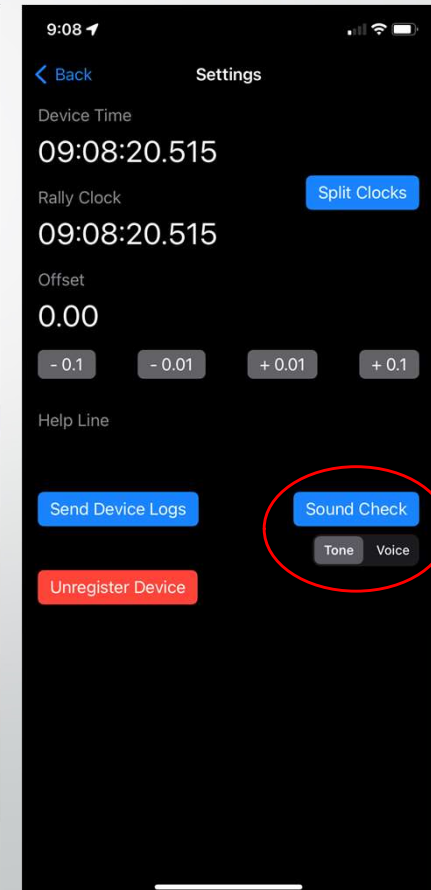 9:08
Back Settings
Device Time
09:08:20.515
Rally Clock Split Clocks
09:08:20.515
Offset
0.00
- 0.1 - 0.01 + 0.01 + 0.1
Help Line
Send Device Logs Sound Check
Tone Voice
Unregister Device